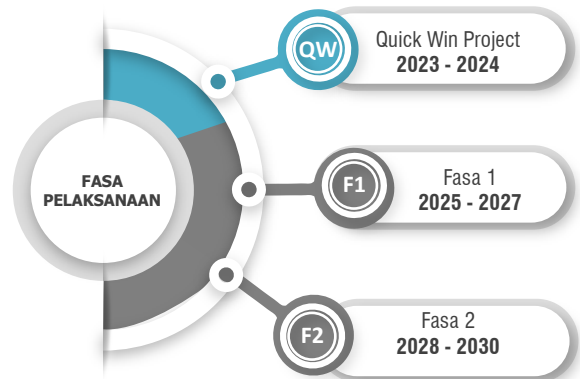 QW
Quick Win Project
2023 - 2024
FASA
PELAKSANAAN
F1
Fasa 1
2025 - 2027
F2
Fasa 2
2028 - 2030